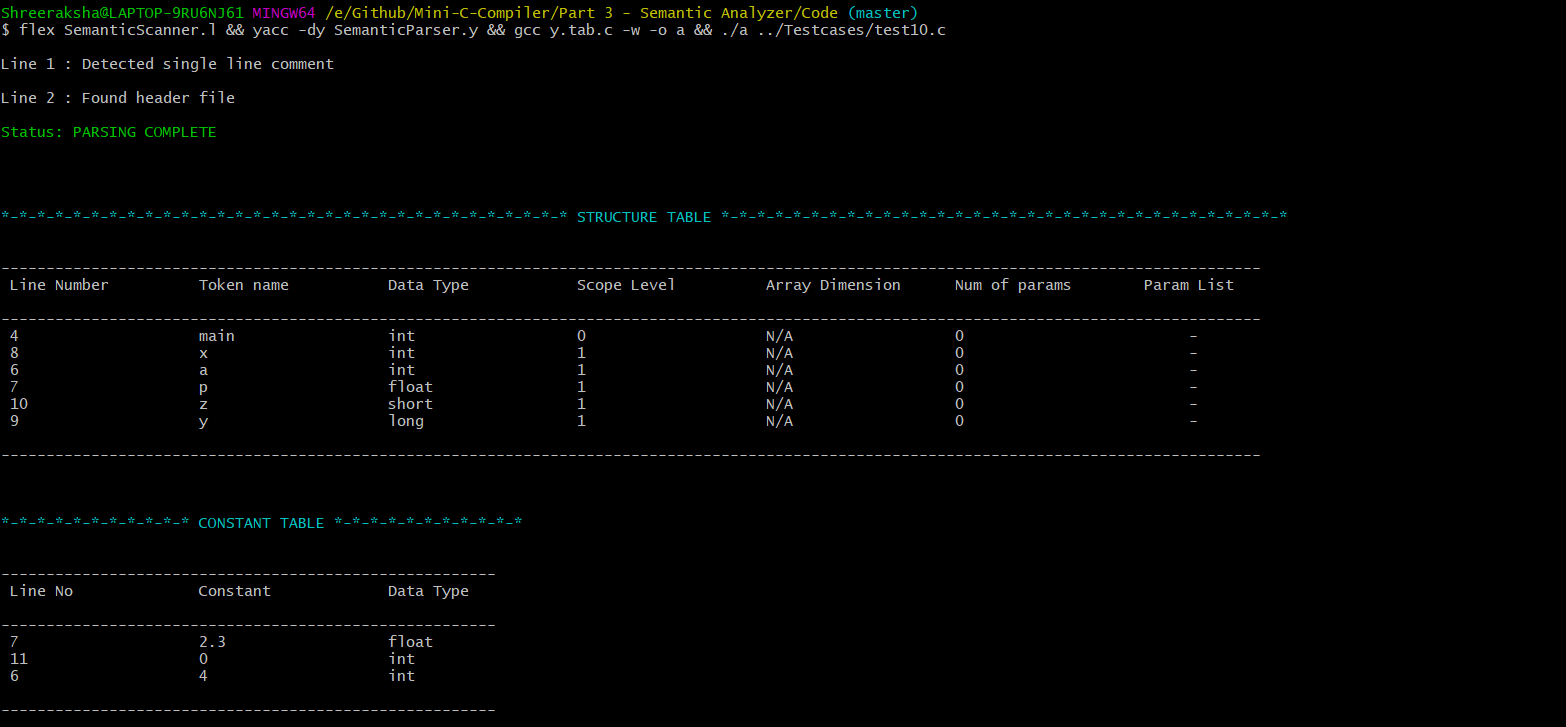 Shreeraksha@LAPTOP-9RU6NJ61 MINGW64 /e/Github/Mini-C-Compiler/Part 3 - Semantic Analyzer/Code (master)
$ flex SemanticScanner.l && yacc -dy SemanticParser.y && gcc y.tab.c -w -o a && ./a ../Testcases/test10.c
Line 1 : Detected single line comment
Line 2 : Found header file
Status: PARSING COMPLETE
*-*-*-*-*-*-*-*-*-*-*-*-*-*-*-*-*-*-*-*-*-*-*-*-*-*-*-*-*-*-*-* STRUCTURE TABLE *-*-*-*-*-*-*-*-*-*-*-*-*-*-*-*-*-*-*-*-*-*-*-*-*-*-*-*-*-*-*-*
--------------------------------------------------------------------------------------------------------------------------------------------
Line Number Token name Data Type Scope Level Array Dimension Num of params Param List
--------------------------------------------------------------------------------------------------------------------------------------------
4 main int 0 N/A 0 -
8 x int 1 N/A 0 -
6 a int 1 N/A 0 -
7 p float 1 N/A 0 -
10 z short 1 N/A 0 -
9 y long 1 N/A 0 -
--------------------------------------------------------------------------------------------------------------------------------------------
*-*-*-*-*-*-*-*-*-*-* CONSTANT TABLE *-*-*-*-*-*-*-*-*-*-*
-------------------------------------------------------
Line No Constant Data Type
-------------------------------------------------------
7 2.3 float
11 0 int
6 4 int
-------------------------------------------------------